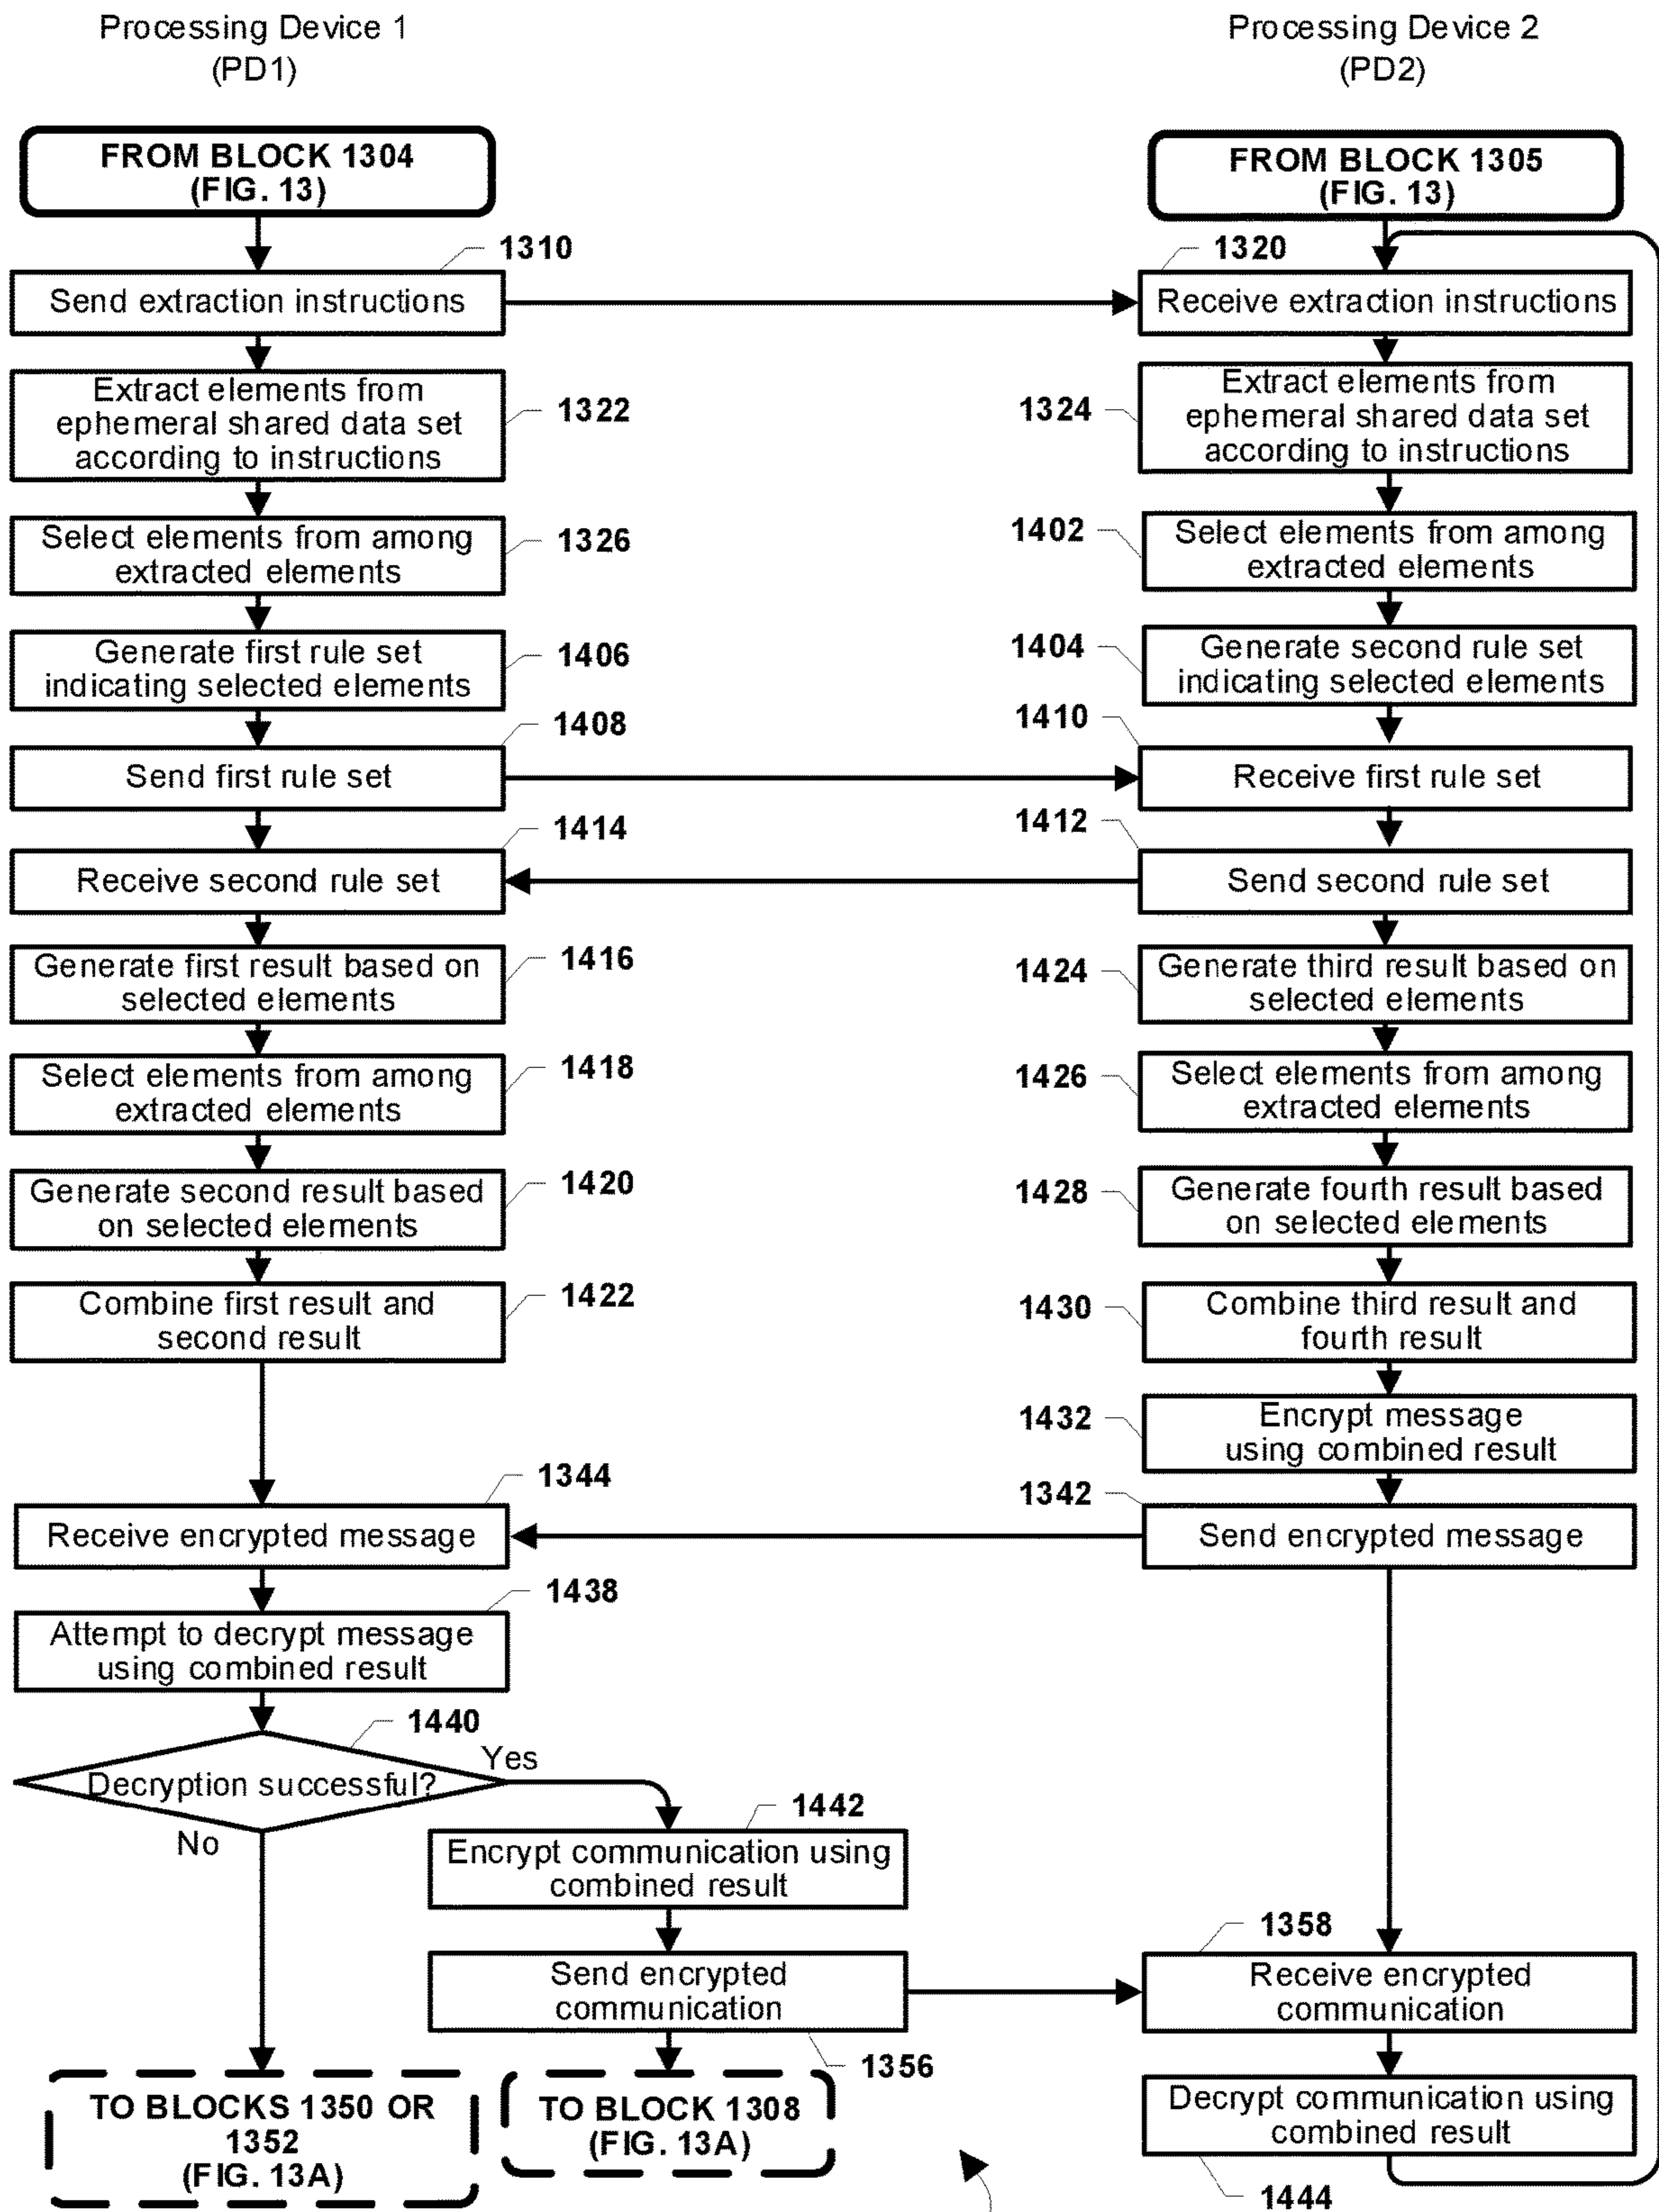 Processing Device 1
(PD1)
Processing Device 2
(PD2)
FROM BLOCK 1304
(FIG. 13)
FROM BLOCK 1305
(FIG. 13)
1310
1320
Send extraction instructions
Receive extraction instructions
Extract elements from
ephemeral shared data set
according to instructions
1322
1324
Extract elements from
ephemeral shared data set
according to instructions
Select elements from among
extracted elements
1326
1402
Select elements from among
extracted elements
Generate first rule set
indicating selected elements
1406
1404
Generate second rule set
indicating selected elements
1408
1410
Send first rule set
Receive first rule set
1414
1412
Receive second rule set
Send second rule set
Generate first result based on
selected elements
1416
1424
Generate third result based on
selected elements
Select elements from among
extracted elements
1418
1426
Select elements from among
extracted elements
Generate second result based
on selected elements
1420
1428
Generate fourth result based
on selected elements
Combine first result and
second result
1422
1430
Combine third result and
fourth result
1432
Encrypt message
using combined result
1344
1342
Receive encrypted message
Send encrypted message
1438
Attempt to decrypt message
using combined result
1440
Decryption successful?
Yes
No
1442
Encrypt communication using
combined result
1358
Send encrypted
communication
Receive encrypted
communication
1356
TO BLOCKS 1350 OR
1352
(FIG. 13A)
TO BLOCK 1308
(FIG. 13A)
Decrypt communication using
combined result
1444